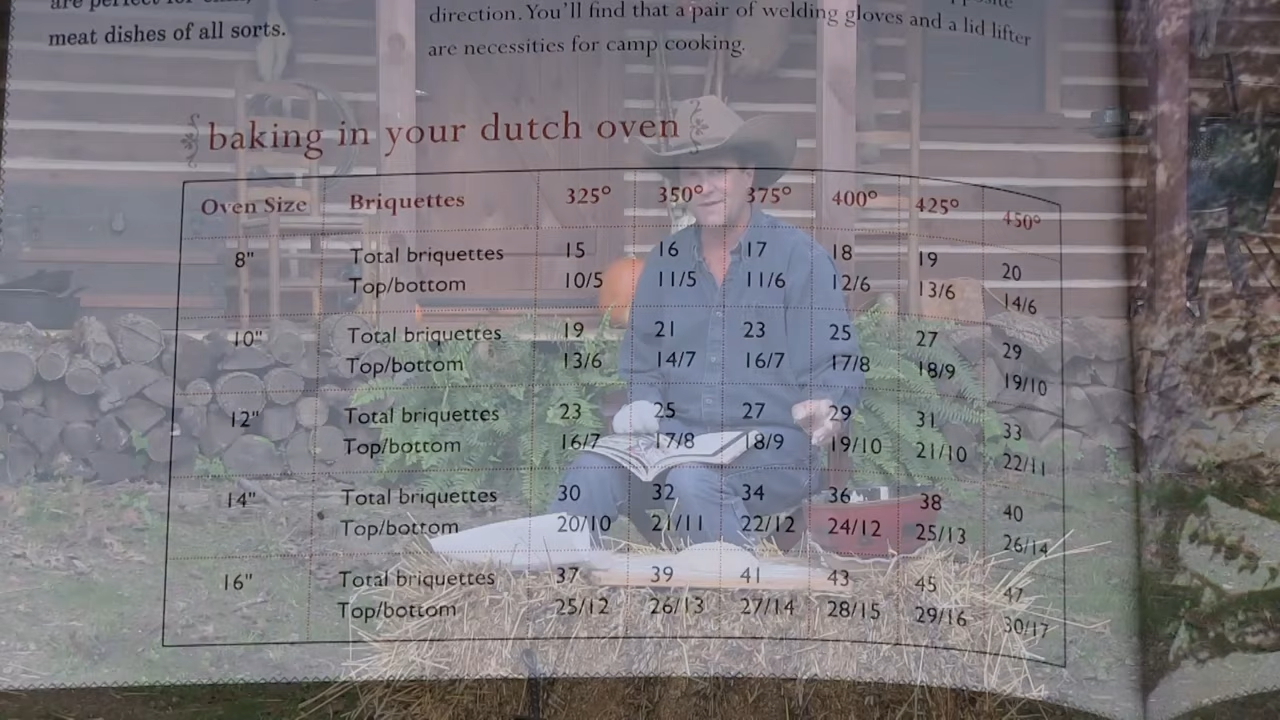 are perfect for
meat dishes of all sorts.
direction. You'll find that a pair of welding gloves and a lid lifter
are necessities for camp cooking.
baking in your dutch oven
Oven Size Briquettes 325° 350° 375° 400° 425° 450°
8" Total briquettes 15 16 17 18 19 20
Top/bottom 10/5 11/5 11/6 12/6 13/6 14/6
10" Total briquettes 19 21 23 25 27 29
Top/bottom 13/6 14/7 16/7 17/8 18/9 19/10
12" Total briquettes 23 25 27 29 31 33
Top/bottom 16/7 17/8 18/9 19/10 21/10 22/11
14" Total briquettes 30 32 34 36 38 40
Top/bottom 20/10 21/11 22/12 24/12 25/13 26/14
16" Total briquettes 37 39 41 43 45 47
Top/bottom 25/12 26/13 27/14 28/15 29/16 30/17